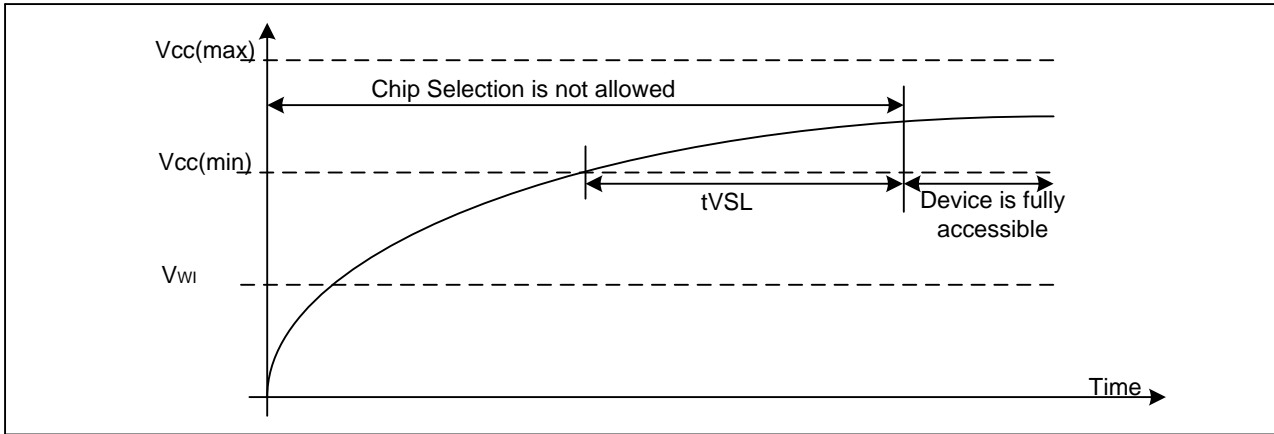 Vcc(max)
Chip Selection is not allowed
Vcc(min)
tVSL
Device is fully
accessible
VWI
Time